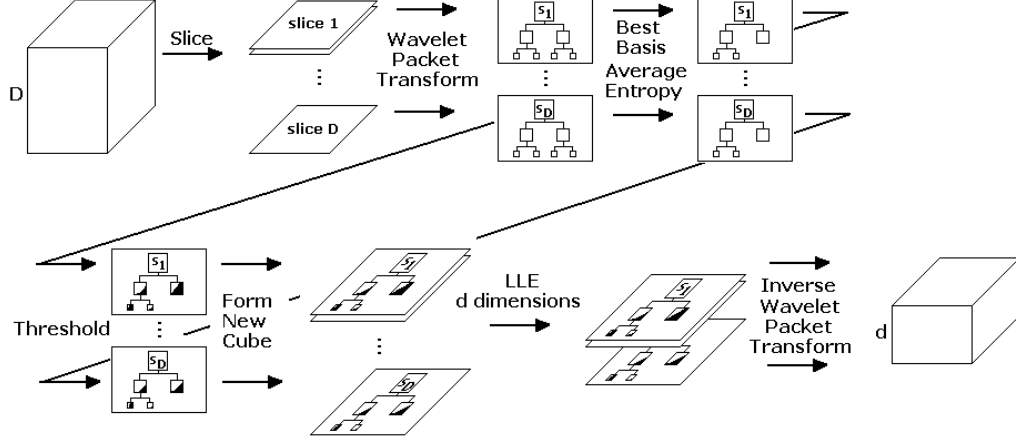 D
Slice
slice 1
⋮
slice D
Wavelet
Packet
Transform
S1
⋮
SD
Best
Basis
Average
Entropy
S1
⋮
SD
Threshold
S1
⋮
SD
Form
New
Cube
S1
⋮
SD
LLE
d dimensions
S1
Inverse
Wavelet
Packet
Transform
d